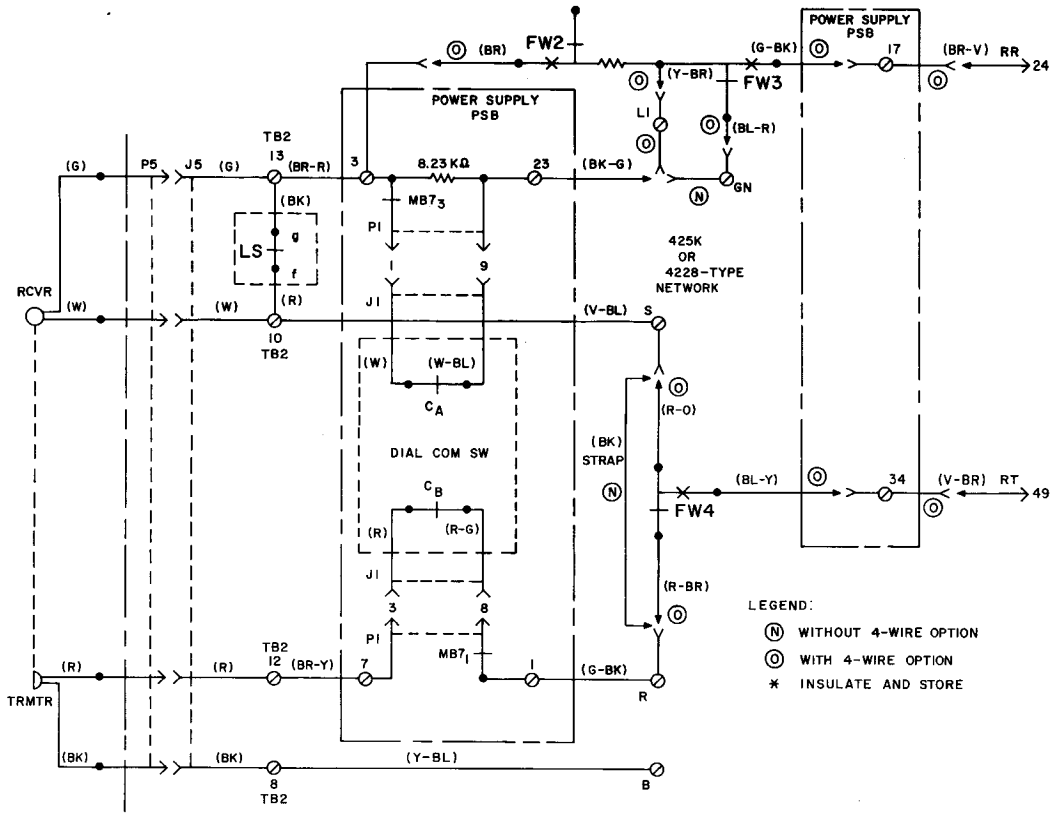 POWER SUPPLY
PSB
FW2
O
(BR)
(G-BK)
O
17
(BR-V) RR
24
O
(Y-BR)
FW3
O
POWER SUPPLY
PSB
L1
O
(BL-R)
O
TB2
13
(G)
P5
J5
(G)
(BR-R)
3
8.23 KΩ
23
(BK-G)
N
GN
(BK)
MB7₃
P1
LS
g
f
1
9
425K
OR
4228-TYPE
NETWORK
RCVR
(W)
(W)
(R)
J1
(V-BL)
S
10
TB2
(W)
(W-BL)
C A
O
(R-O)
(BK)
STRAP
DIAL COM SW
N
C B
(BL-Y)
O
34
(V-BR) RT
49
O
FW4
(R)
(R-G)
J1
(R-BR)
3
8
O
LEGEND:
N WITHOUT 4-WIRE OPTION
O WITH 4-WIRE OPTION
* INSULATE AND STORE
P1
MB7₁
(R)
(R)
TB2
12
(BR-Y)
7
1
(G-BK)
R
TRMTR
(BK)
(BK)
8
TB2
(Y-BL)
B